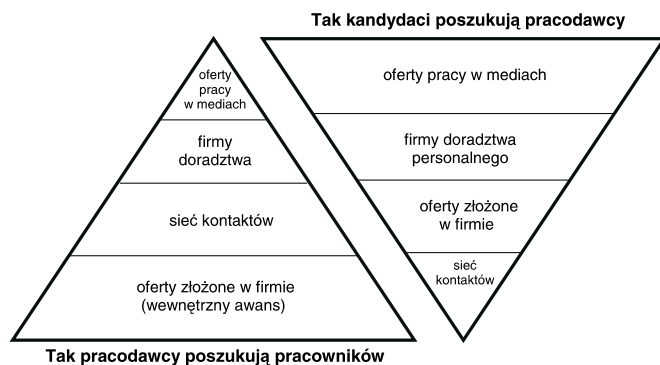 Tak kandydaci poszukują pracodawcy
oferty
pracy
w mediach
firmy
doradztwa
sieć kontaktów
oferty złożone w firmie
(wewnętrzny awans)
Tak pracodawcy poszukują pracowników
oferty pracy w mediach
firmy doradztwa
personalnego
oferty złożone
w firmie
sieć
kontaktów